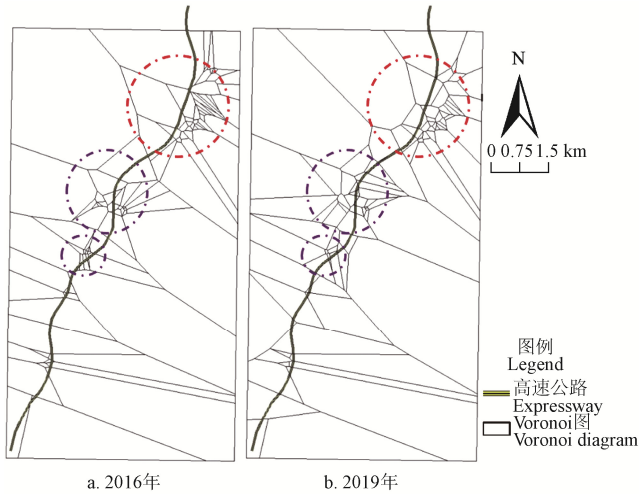 N
0 0.75 1.5 km
图例
Legend
高速公路
Expressway
Voronoi图
Voronoi diagram
a. 2016年
b. 2019年